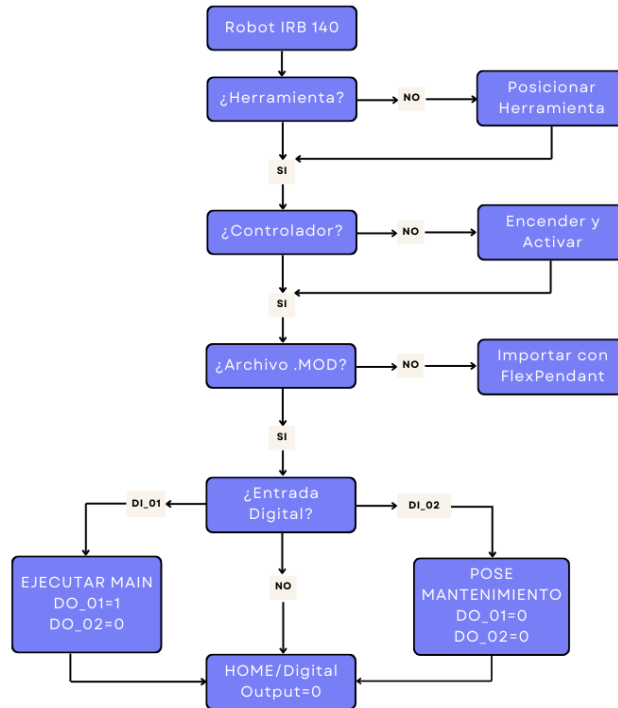 Robot IRB 140
¿Herramienta?
NO
Posicionar
Herramienta
SI
¿Controlador?
NO
Encender y
Activar
SI
¿Archivo .MOD?
NO
Importar con
FlexPendant
SI
¿Entrada
Digital?
DI_01
DI_02
EJECUTAR MAIN
DO_01=1
DO_02=0
NO
POSE
MANTENIMIENTO
DO_01=0
DO_02=0
HOME/Digital
Output=0